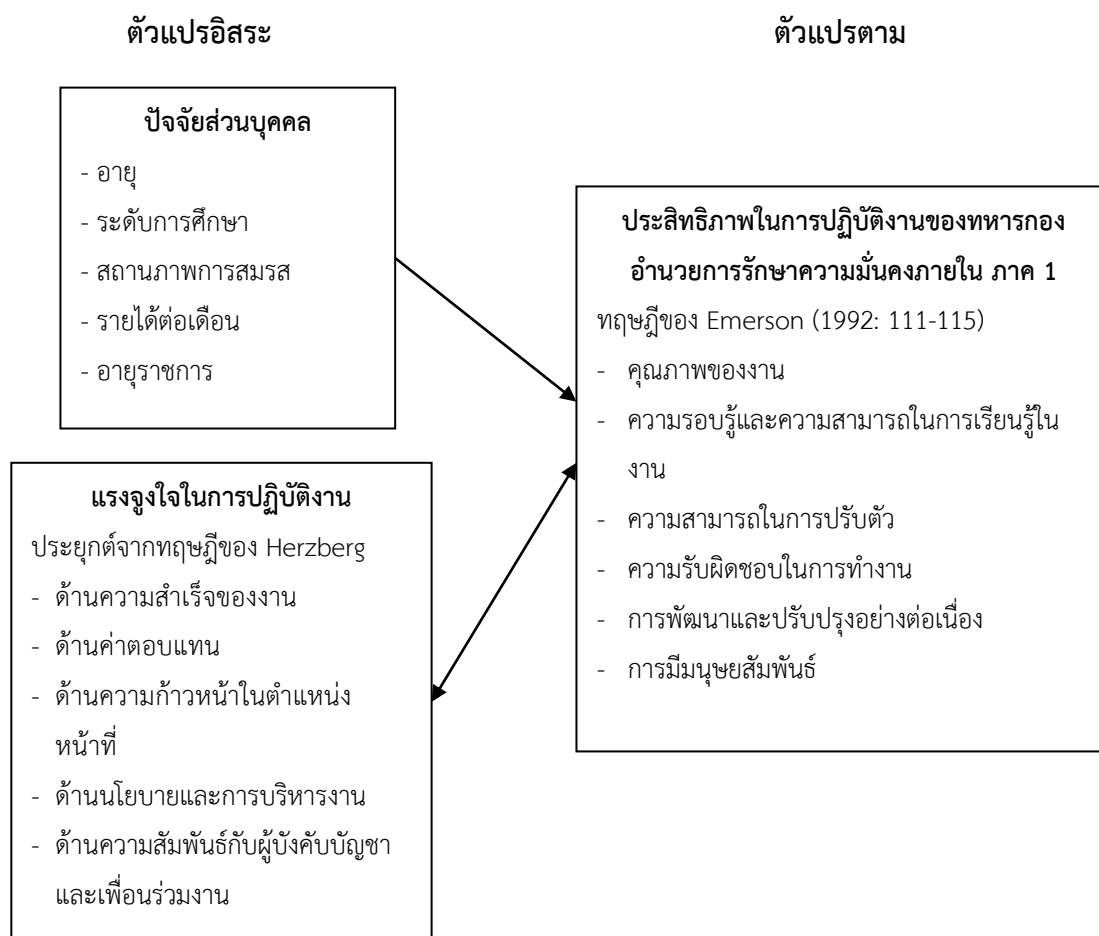 ตัวแปรอิสระ
ตัวแปรตาม
ปัจจัยส่วนบุคคล
- อายุ
- ระดับการศึกษา
- สถานภาพการสมรส
- รายได้ต่อเดือน
- อายุราชการ
แรงจูงใจในการปฏิบัติงาน
ประยุกต์จากทฤษฎีของ Herzberg
- ด้านความสำเร็จของงาน
- ด้านค่าตอบแทน
- ด้านความก้าวหน้าในตำแหน่ง
หน้าที่
- ด้านนโยบายและการบริหารงาน
- ด้านความสัมพันธ์กับผู้บังคับบัญชา
และเพื่อนร่วมงาน
ประสิทธิภาพในการปฏิบัติงานของทหารกอง
อำนวยการรักษาความมั่นคงภายใน ภาค 1
ทฤษฎีของ Emerson (1992: 111-115)
- คุณภาพของงาน
- ความรอบรู้และความสามารถในการเรียนรู้ใน
งาน
- ความสามารถในการปรับตัว
- ความรับผิดชอบในการทำงาน
- การพัฒนาและปรับปรุงอย่างต่อเนื่อง
- การมีมนุษยสัมพันธ์